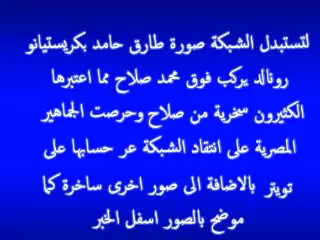 لتستبدل الشبكة صورة طارق حامد بكريستيانو
رونالد يركب فوق محمد صلاح مما اعتبرها
الكثيرون سخرية من صلاح وحرصت الجماهير
المصرية على انتقاد الشبكة عبر حسابها على
تويتر بالاضافة الى صور اخرى ساخرة كما
موضح بالصور اسفل الخبر